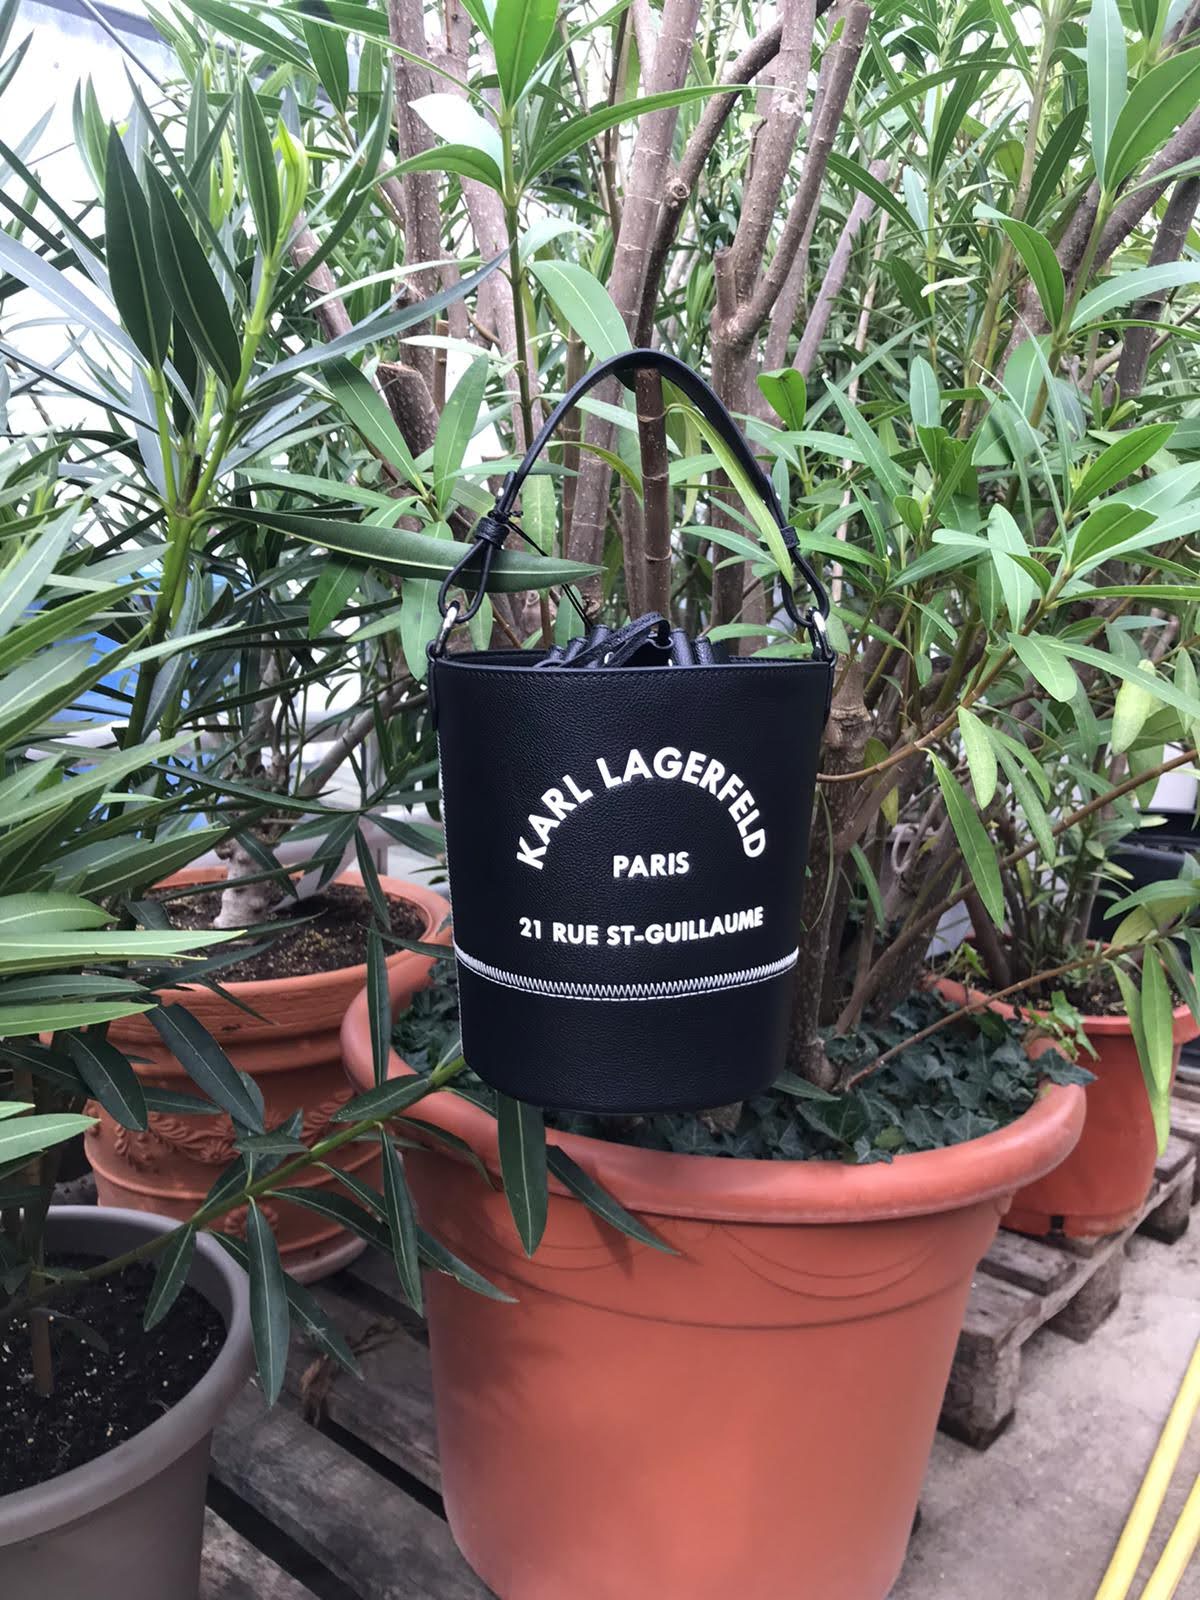 KARL LAGERFELD
PARIS
21 RUE ST-GUILLAUME